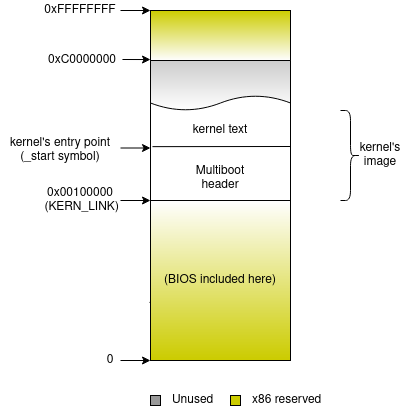 0xFFFFFFFF
0xC0000000
kernel text
kernel's entry point
(_start symbol)
kernel's
image
Multiboot
header
0x00100000
(KERN_LINK)
(BIOS included here)
0
Unused
x86 reserved